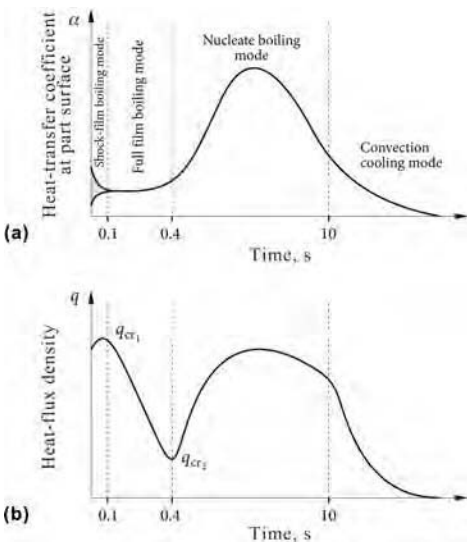 α
Heat-transfer coefficient
at part surface
Shock-film boiling mode
Full film boiling mode
Nucleate boiling
mode
Convection
cooling mode
0.1
0.4
10
Time, s
(a)
q
Heat-flux density
qcr₁
qcr₂
0.1
0.4
10
Time, s
(b)